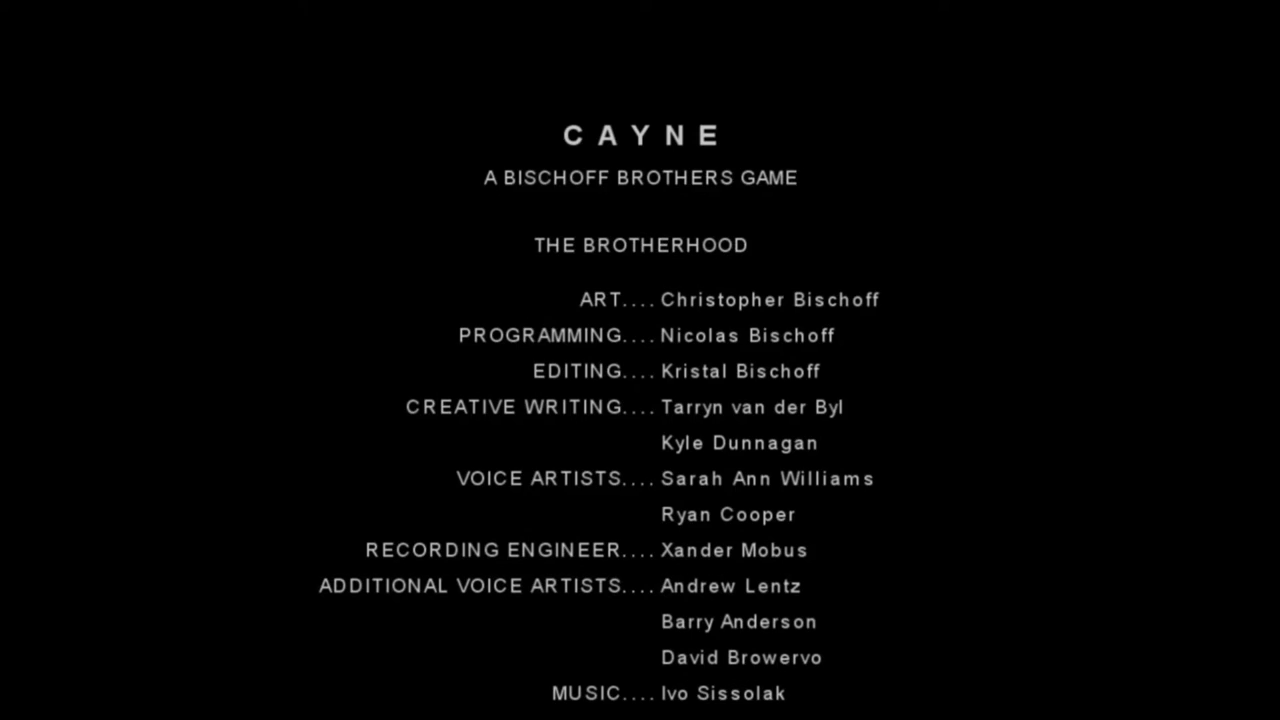 C A Y N E
A BISCHOFF BROTHERS GAME
THE BROTHERHOOD
ART.... Christopher Bischoff
PROGRAMMING.... Nicolas Bischoff
EDITING.... Kristal Bischoff
CREATIVE WRITING.... Tarryn van der Byl
Kyle Dunnagan
VOICE ARTISTS.... Sarah Ann Williams
Ryan Cooper
RECORDING ENGINEER.... Xander Mobus
ADDITIONAL VOICE ARTISTS.... Andrew Lentz
Barry Anderson
David Browervo
MUSIC.... Ivo Sissolak